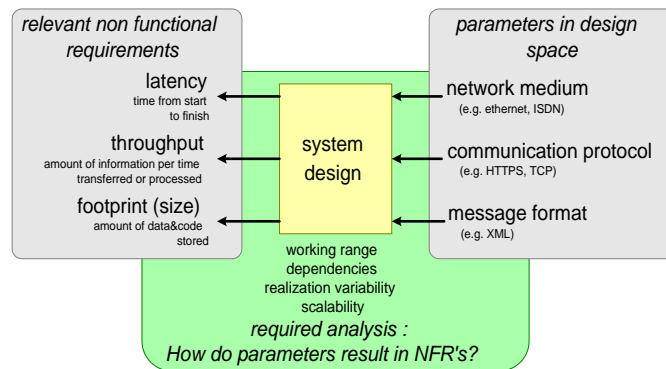 relevant non functional
requirements
latency
time from start
to finish
throughput
amount of information per time
transferred or processed
footprint (size)
amount of data&code
stored
system
design
working range
dependencies
realization variability
scalability
required analysis :
How do parameters result in NFR's?
parameters in design
space
network medium
(e.g. ethernet, ISDN)
communication protocol
(e.g. HTTPS, TCP)
message format
(e.g. XML)